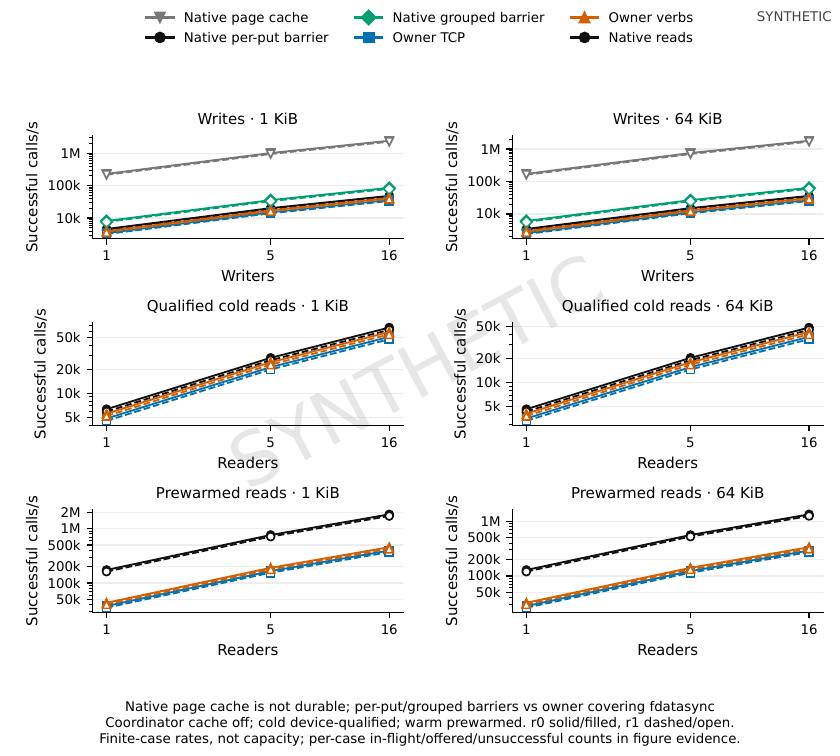 Native page cache
Native grouped barrier
Owner verbs
SYNTHETIC
Native per-put barrier
Owner TCP
Native reads
Writes · 1 KiB
Writes · 64 KiB
Successful calls/s
1M
100k
10k
1 5 16
Writers
Successful calls/s
1M
100k
10k
1 5 16
Writers
Qualified cold reads · 1 KiB
Qualified cold reads · 64 KiB
Successful calls/s
50k
20k
10k
5k
1 5 16
Readers
Successful calls/s
50k
20k
10k
5k
1 5 16
Readers
SYNTHETIC
Prewarmed reads · 1 KiB
Prewarmed reads · 64 KiB
Successful calls/s
2M
1M
500k
200k
100k
50k
1 5 16
Readers
Successful calls/s
1M
500k
200k
100k
50k
1 5 16
Readers
Native page cache is not durable; per-put/grouped barriers vs owner covering fdatasync
Coordinator cache off; cold device-qualified; warm prewarmed. r0 solid/filled, r1 dashed/open.
Finite-case rates, not capacity; per-case in-flight/offered/unsuccessful counts in figure evidence.